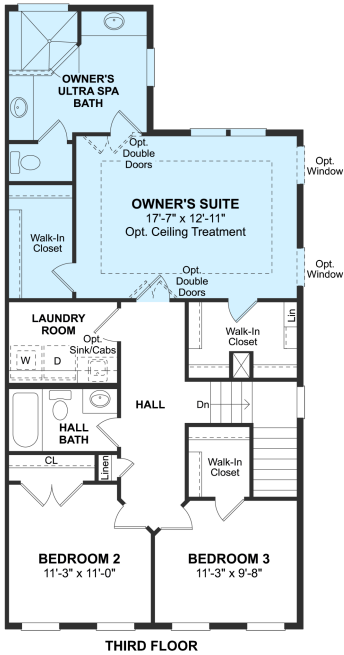 OWNER'S
ULTRA SPA
BATH
Opt.
Double
Doors
Opt.
Window
OWNER'S SUITE
17'-7" x 12'-11"
Opt. Ceiling Treatment
Walk-In
Closet
Opt.
Window
Opt.
Double
Doors
LAUNDRY
ROOM
Opt.
Sink/Cabs
W
D
Walk-In
Closet
Lin
HALL
Dn
HALL
BATH
CL
Linen
Walk-In
Closet
BEDROOM 2
11'-3" x 11'-0"
BEDROOM 3
11'-3" x 9'-8"
THIRD FLOOR